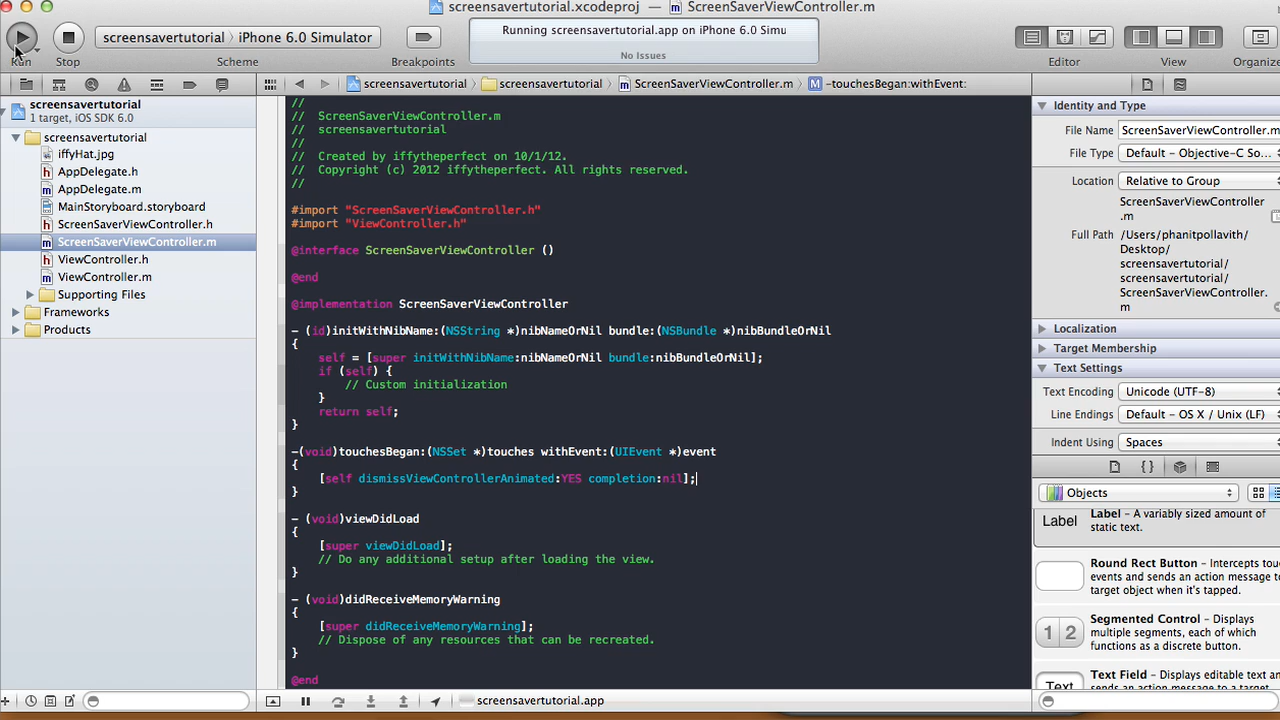 screensavertutorial.xcodeproj — ScreenSaverViewController.m
Run
Stop
screensavertutorial 〉 iPhone 6.0 Simulator
Scheme
Breakpoints
Running screensavertutorial.app on iPhone 6.0 Simu
No Issues
Editor
View
Organize
screensavertutorial
1 target, iOS SDK 6.0
screensavertutorial
iffyHat.jpg
AppDelegate.h
AppDelegate.m
MainStoryboard.storyboard
ScreenSaverViewController.h
ScreenSaverViewController.m
ViewController.h
ViewController.m
Supporting Files
Frameworks
Products
screensavertutorial 〉 screensavertutorial 〉 ScreenSaverViewController.m 〉 M -touchesBegan:withEvent:
//
//  ScreenSaverViewController.m
//  screensavertutorial
//
//  Created by iffytheperfect on 10/1/12.
//  Copyright (c) 2012 iffytheperfect. All rights reserved.
//
#import "ScreenSaverViewController.h"
#import "ViewController.h"
@interface ScreenSaverViewController ()
@end
@implementation ScreenSaverViewController
- (id)initWithNibName:(NSString *)nibNameOrNil bundle:(NSBundle *)nibBundleOrNil
{
    self = [super initWithNibName:nibNameOrNil bundle:nibBundleOrNil];
    if (self) {
        // Custom initialization
    }
    return self;
}
-(void)touchesBegan:(NSSet *)touches withEvent:(UIEvent *)event
{
    [self dismissViewControllerAnimated:YES completion:nil];
}
- (void)viewDidLoad
{
    [super viewDidLoad];
    // Do any additional setup after loading the view.
}
- (void)didReceiveMemoryWarning
{
    [super didReceiveMemoryWarning];
    // Dispose of any resources that can be recreated.
}
@end
screensavertutorial.app
Identity and Type
File Name ScreenSaverViewController.m
File Type Default - Objective-C So...
Location Relative to Group
ScreenSaverViewController
.m
Full Path /Users/phanitpollavith/
Desktop/
screensavertutorial/
screensavertutorial/
ScreenSaverViewController.
m
Localization
Target Membership
Text Settings
Text Encoding Unicode (UTF-8)
Line Endings Default - OS X / Unix (LF)
Indent Using Spaces
{}
Objects
Label
Label - A variably sized amount of
static text.
Round Rect Button - Intercepts tou
events and sends an action message to
target object when it's tapped.
1 2
Segmented Control - Displays
multiple segments, each of which
functions as a discrete button.
Text
Text Field - Displays editable text an
sends an action message to a target